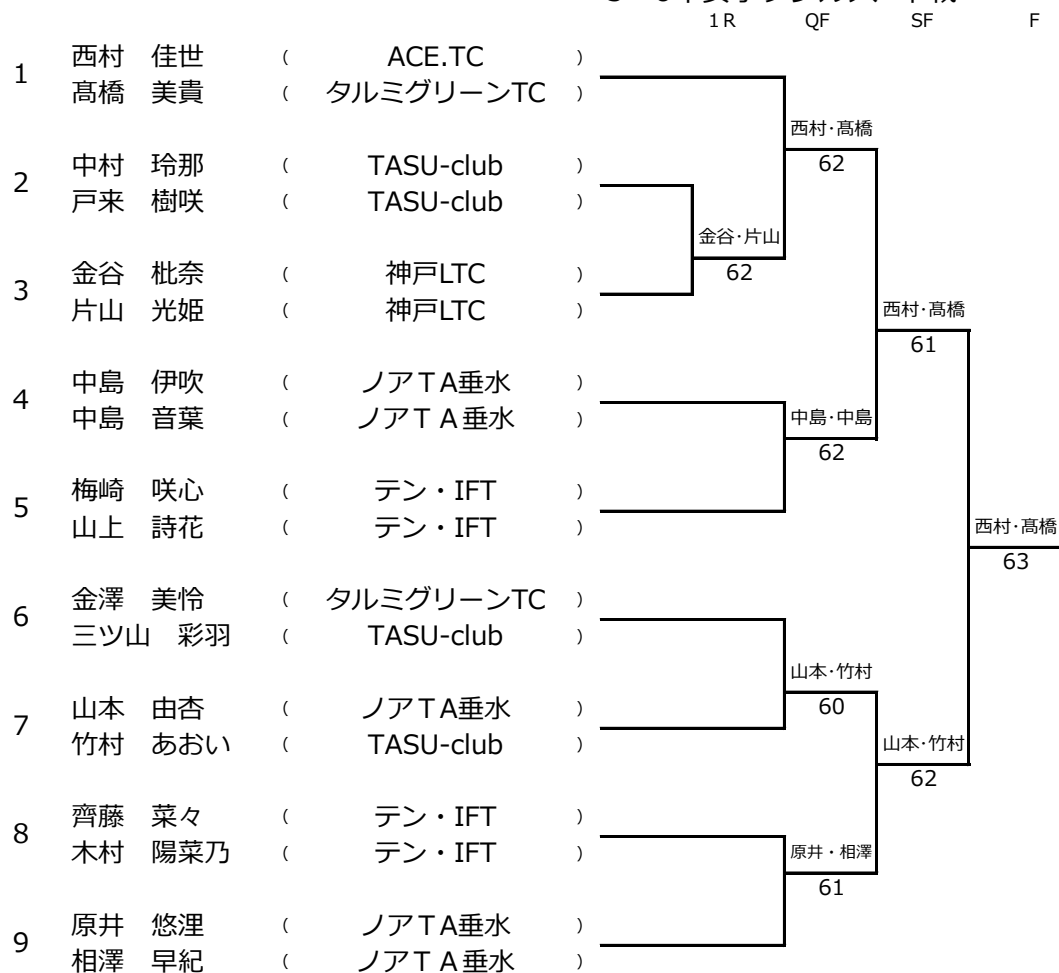 1R QF SF F
1 西村 佳世 ( ACE.TC )
髙橋 美貴 ( タルミグリーンTC )
西村･髙橋
62
2 中村 玲那 ( TASU-club )
戸来 樹咲 ( TASU-club )
金谷･片山
62
3 金谷 枇奈 ( 神戸LTC )
片山 光姫 ( 神戸LTC )
西村･髙橋
61
4 中島 伊吹 ( ノアＴA垂水 )
中島 音葉 ( ノアＴＡ垂水 )
中島･中島
62
5 梅崎 咲心 ( テン・IFT )
山上 詩花 ( テン・IFT )
西村･髙橋
63
6 金澤 美怜 ( タルミグリーンTC )
三ツ山 彩羽 ( TASU-club )
山本･竹村
60
7 山本 由杏 ( ノアＴA垂水 )
竹村 あおい ( TASU-club )
山本･竹村
62
8 齊藤 菜々 ( テン・IFT )
木村 陽菜乃 ( テン・IFT )
原井・相澤
61
9 原井 悠浬 ( ノアＴA垂水 )
相澤 早紀 ( ノアＴＡ垂水 )